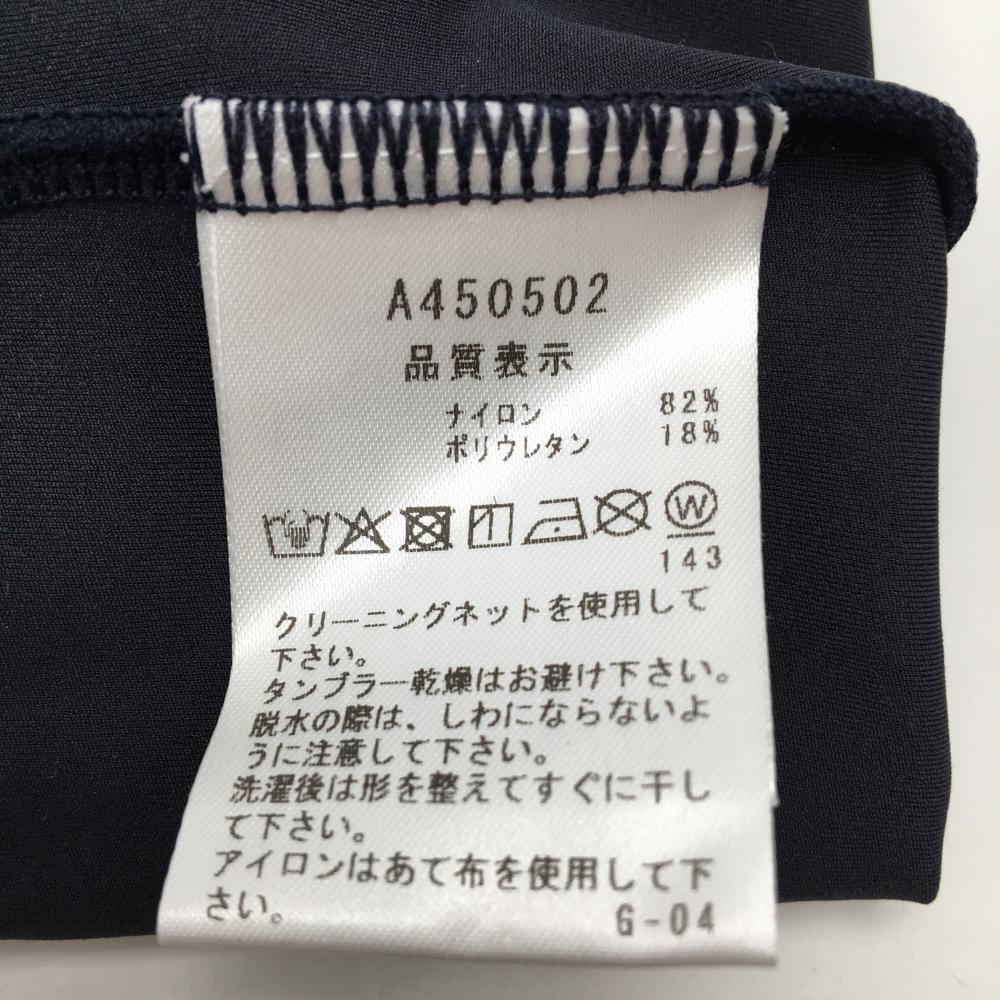 A450502
品質表示
ナイロン 82%
ポリウレタン 18%
W
143
クリーニングネットを使用して
下さい。
タンブラー乾燥はお避け下さい。
脱水の際は、しわにならないよ
うに注意して下さい。
洗濯後は形を整えてすぐに干し
て下さい。
アイロンはあて布を使用して下
さい。
G-04